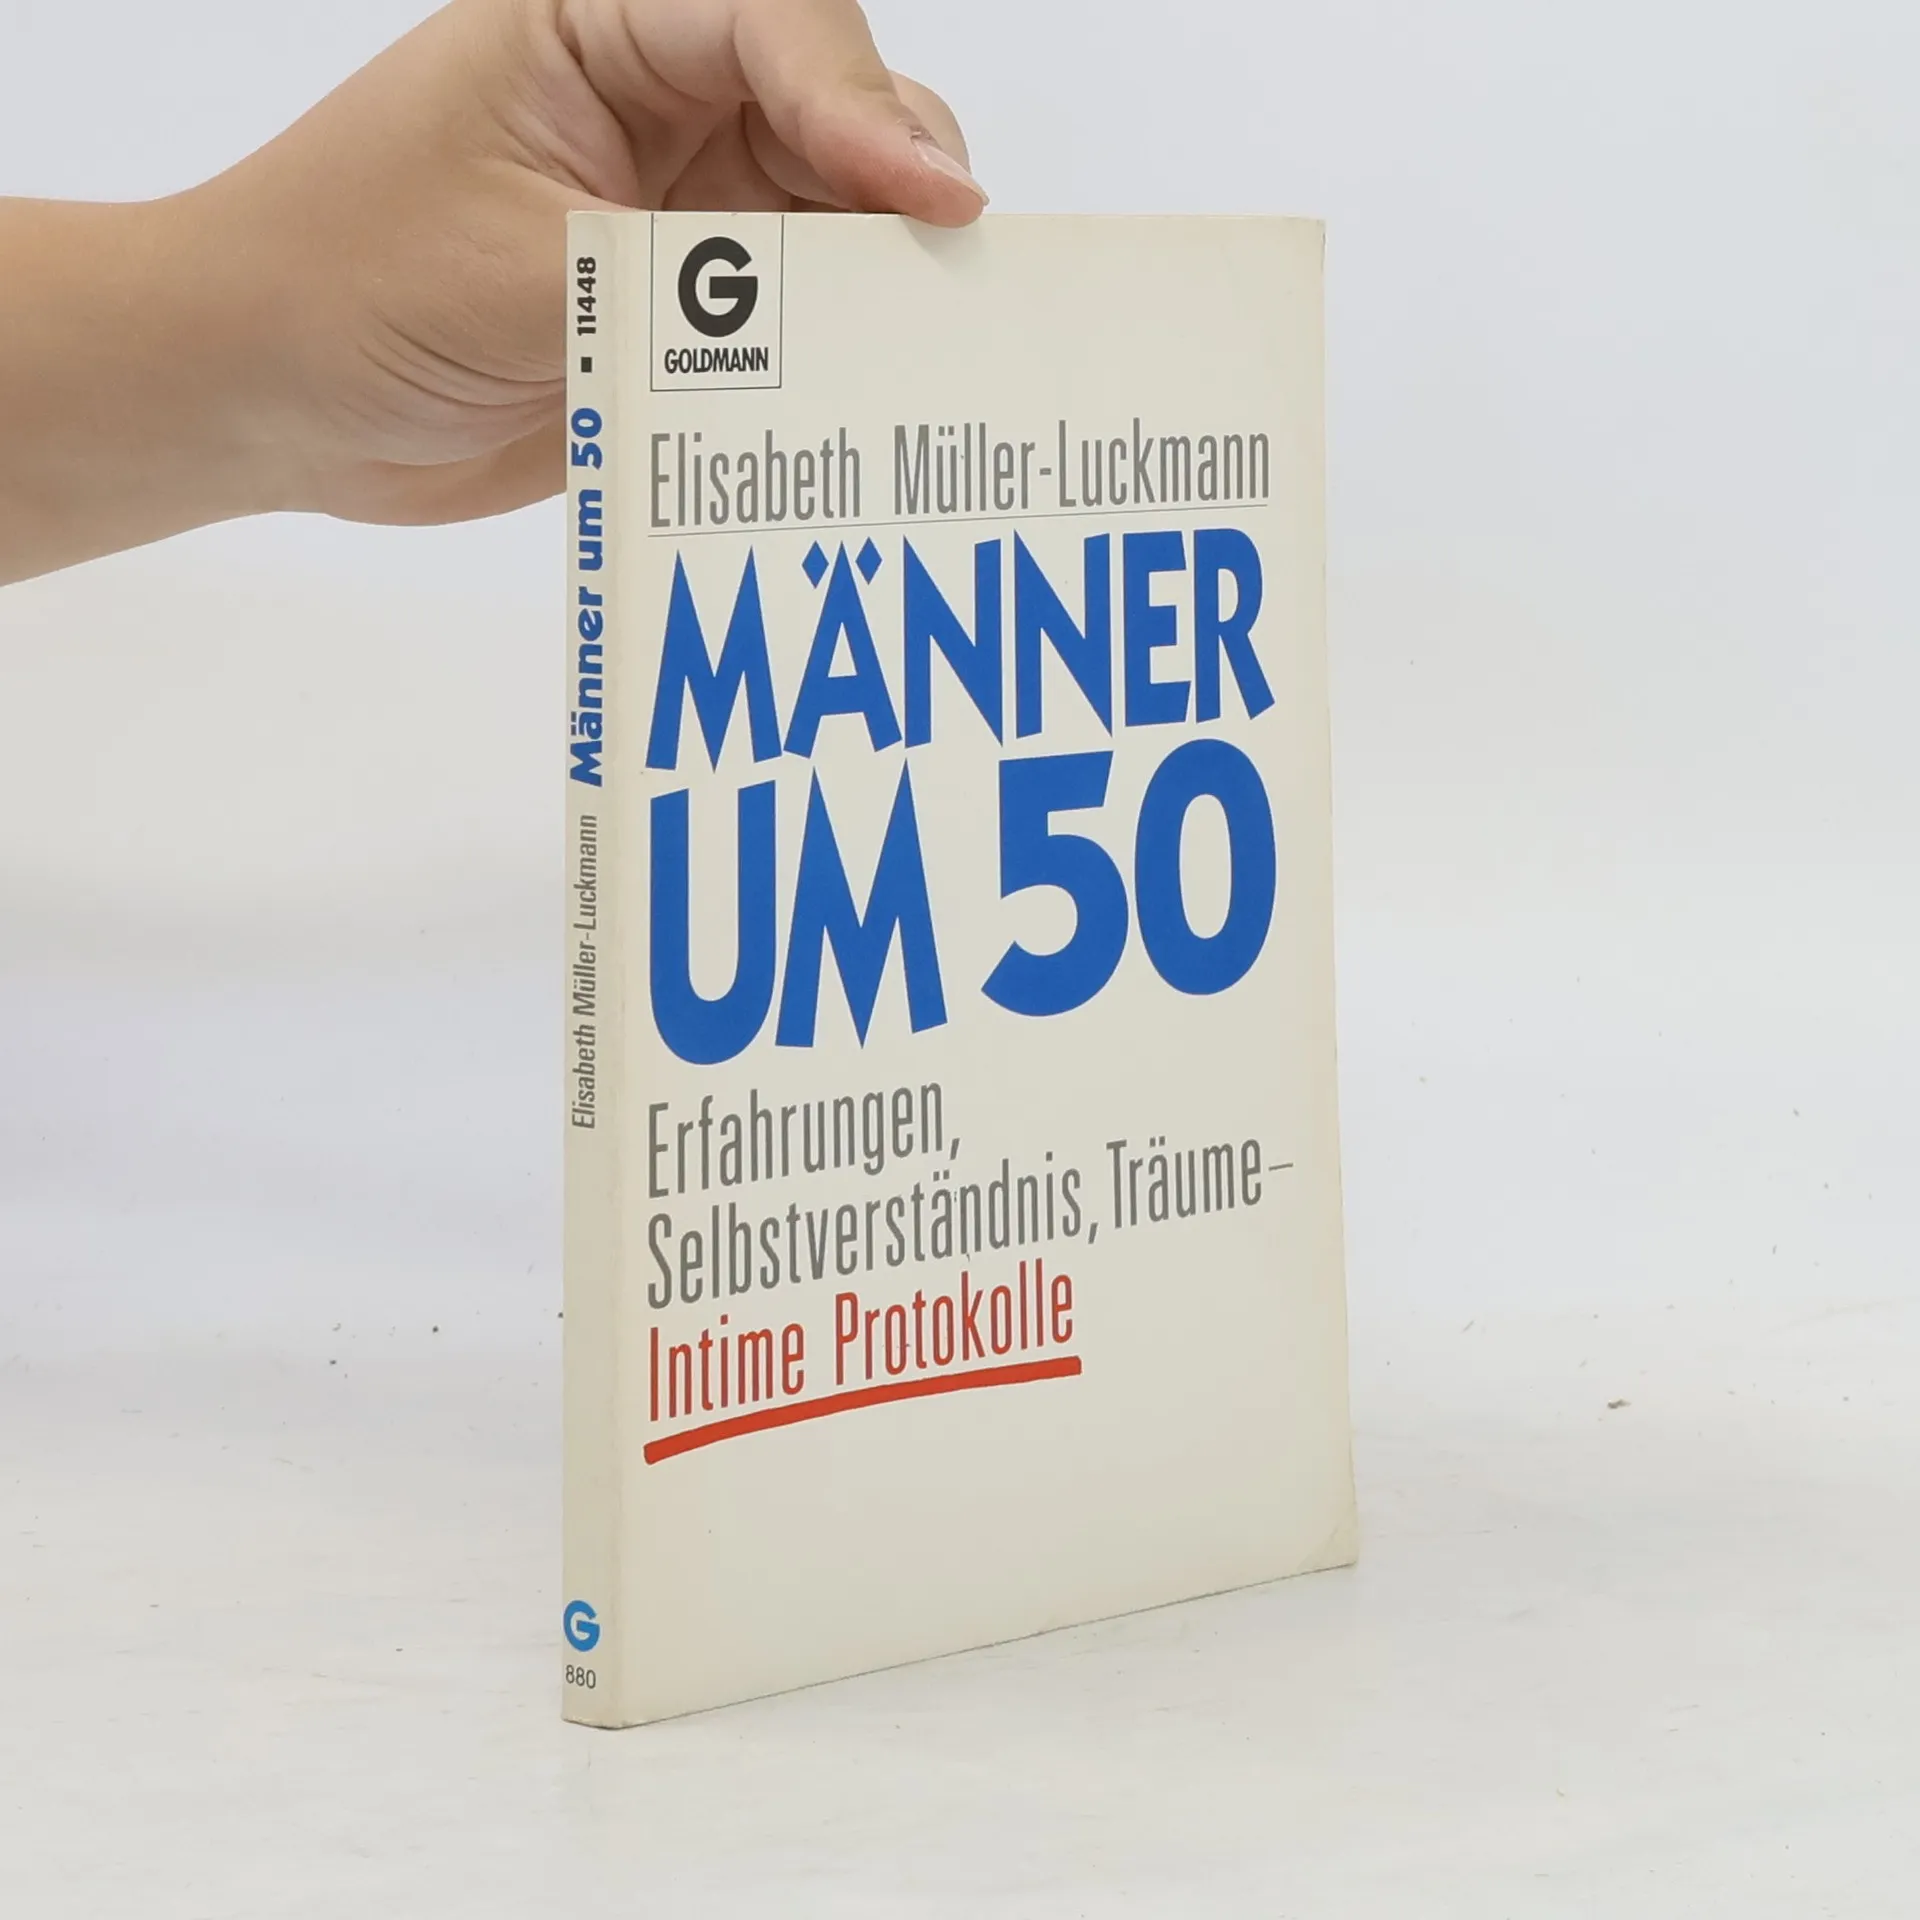 G
GOLDMANN
Elisabeth Müller-Luckmann
MÄNNER
UM 50
Erfahrungen,
Selbstverständnis, Träume–
Intime Protokolle
Elisabeth Müller-Luckmann Männer um 50 ▪ 11448
G
880